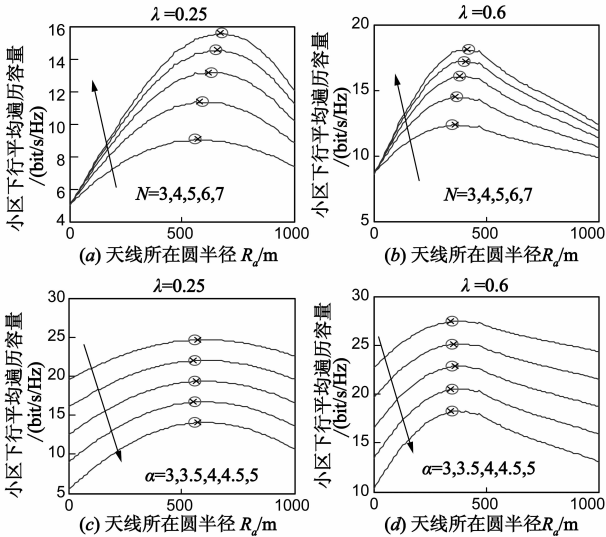 λ=0.25
小区下行平均遍历容量
/(bit/s/Hz)
16
14
12
10
8
6
4
N=3,4,5,6,7
0
500
1000
(a) 天线所在圆半径 Rₐ/m
λ=0.6
小区下行平均遍历容量
/(bit/s/Hz)
20
15
10
5
N=3,4,5,6,7
0
500
1000
(b) 天线所在圆半径Rₐ/m
λ=0.25
小区下行平均遍历容量
/(bit/s/Hz)
30
25
20
15
10
5
α=3,3.5,4,4.5,5
0
500
1000
(c) 天线所在圆半径 Rₐ/m
λ=0.6
小区下行平均遍历容量
/(bit/s/Hz)
30
25
20
15
10
α=3,3.5,4,4.5,5
0
500
1000
(d) 天线所在圆半径Rₐ/m